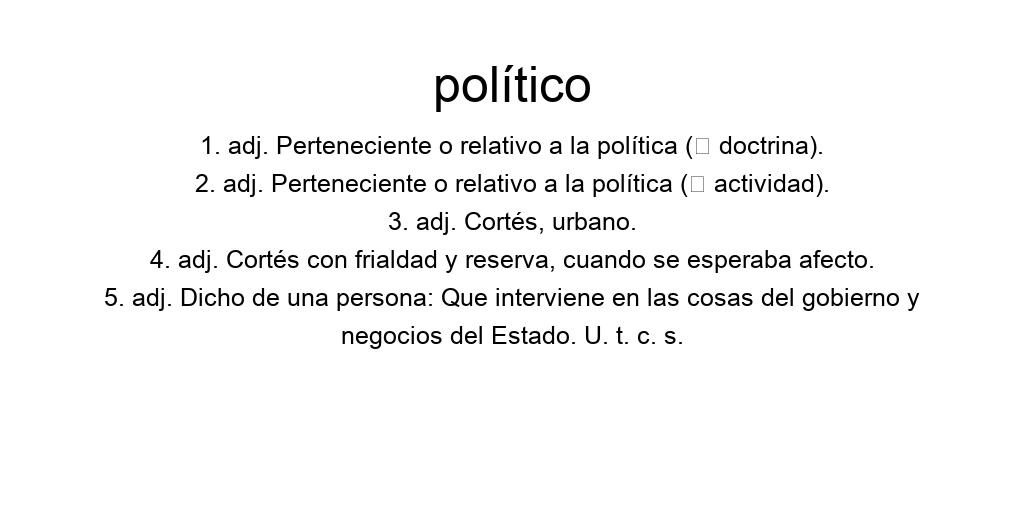 político
1. adj. Perteneciente o relativo a la política (▯ doctrina).
2. adj. Perteneciente o relativo a la política (▯ actividad).
3. adj. Cortés, urbano.
4. adj. Cortés con frialdad y reserva, cuando se esperaba afecto.
5. adj. Dicho de una persona: Que interviene en las cosas del gobierno y
negocios del Estado. U. t. c. s.